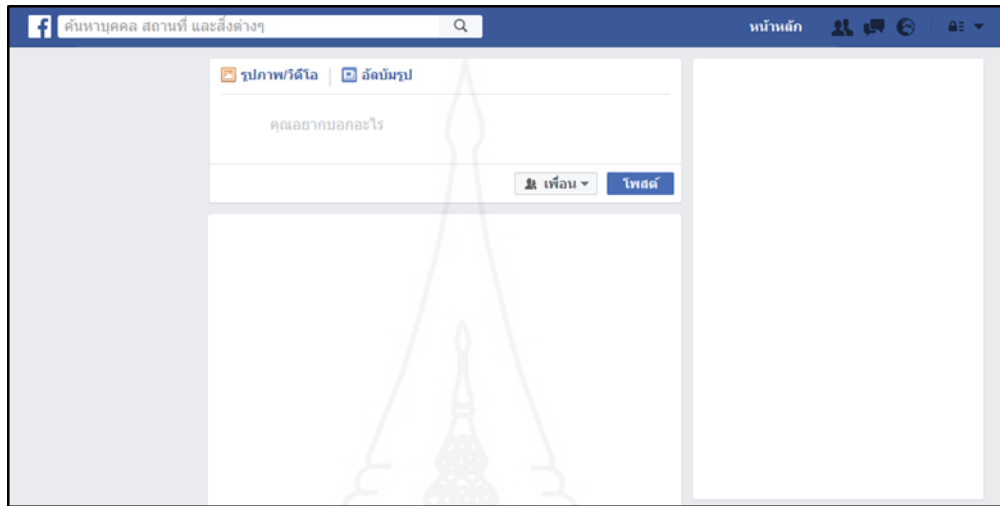 ค้นหาบุคคล สถานที่ และสิ่งต่างๆ
หน้าหลัก
รูปภาพ/วิดีโอ
อัลบัมรูป
คุณอยากบอกอะไร
เพื่อน
โพสต์